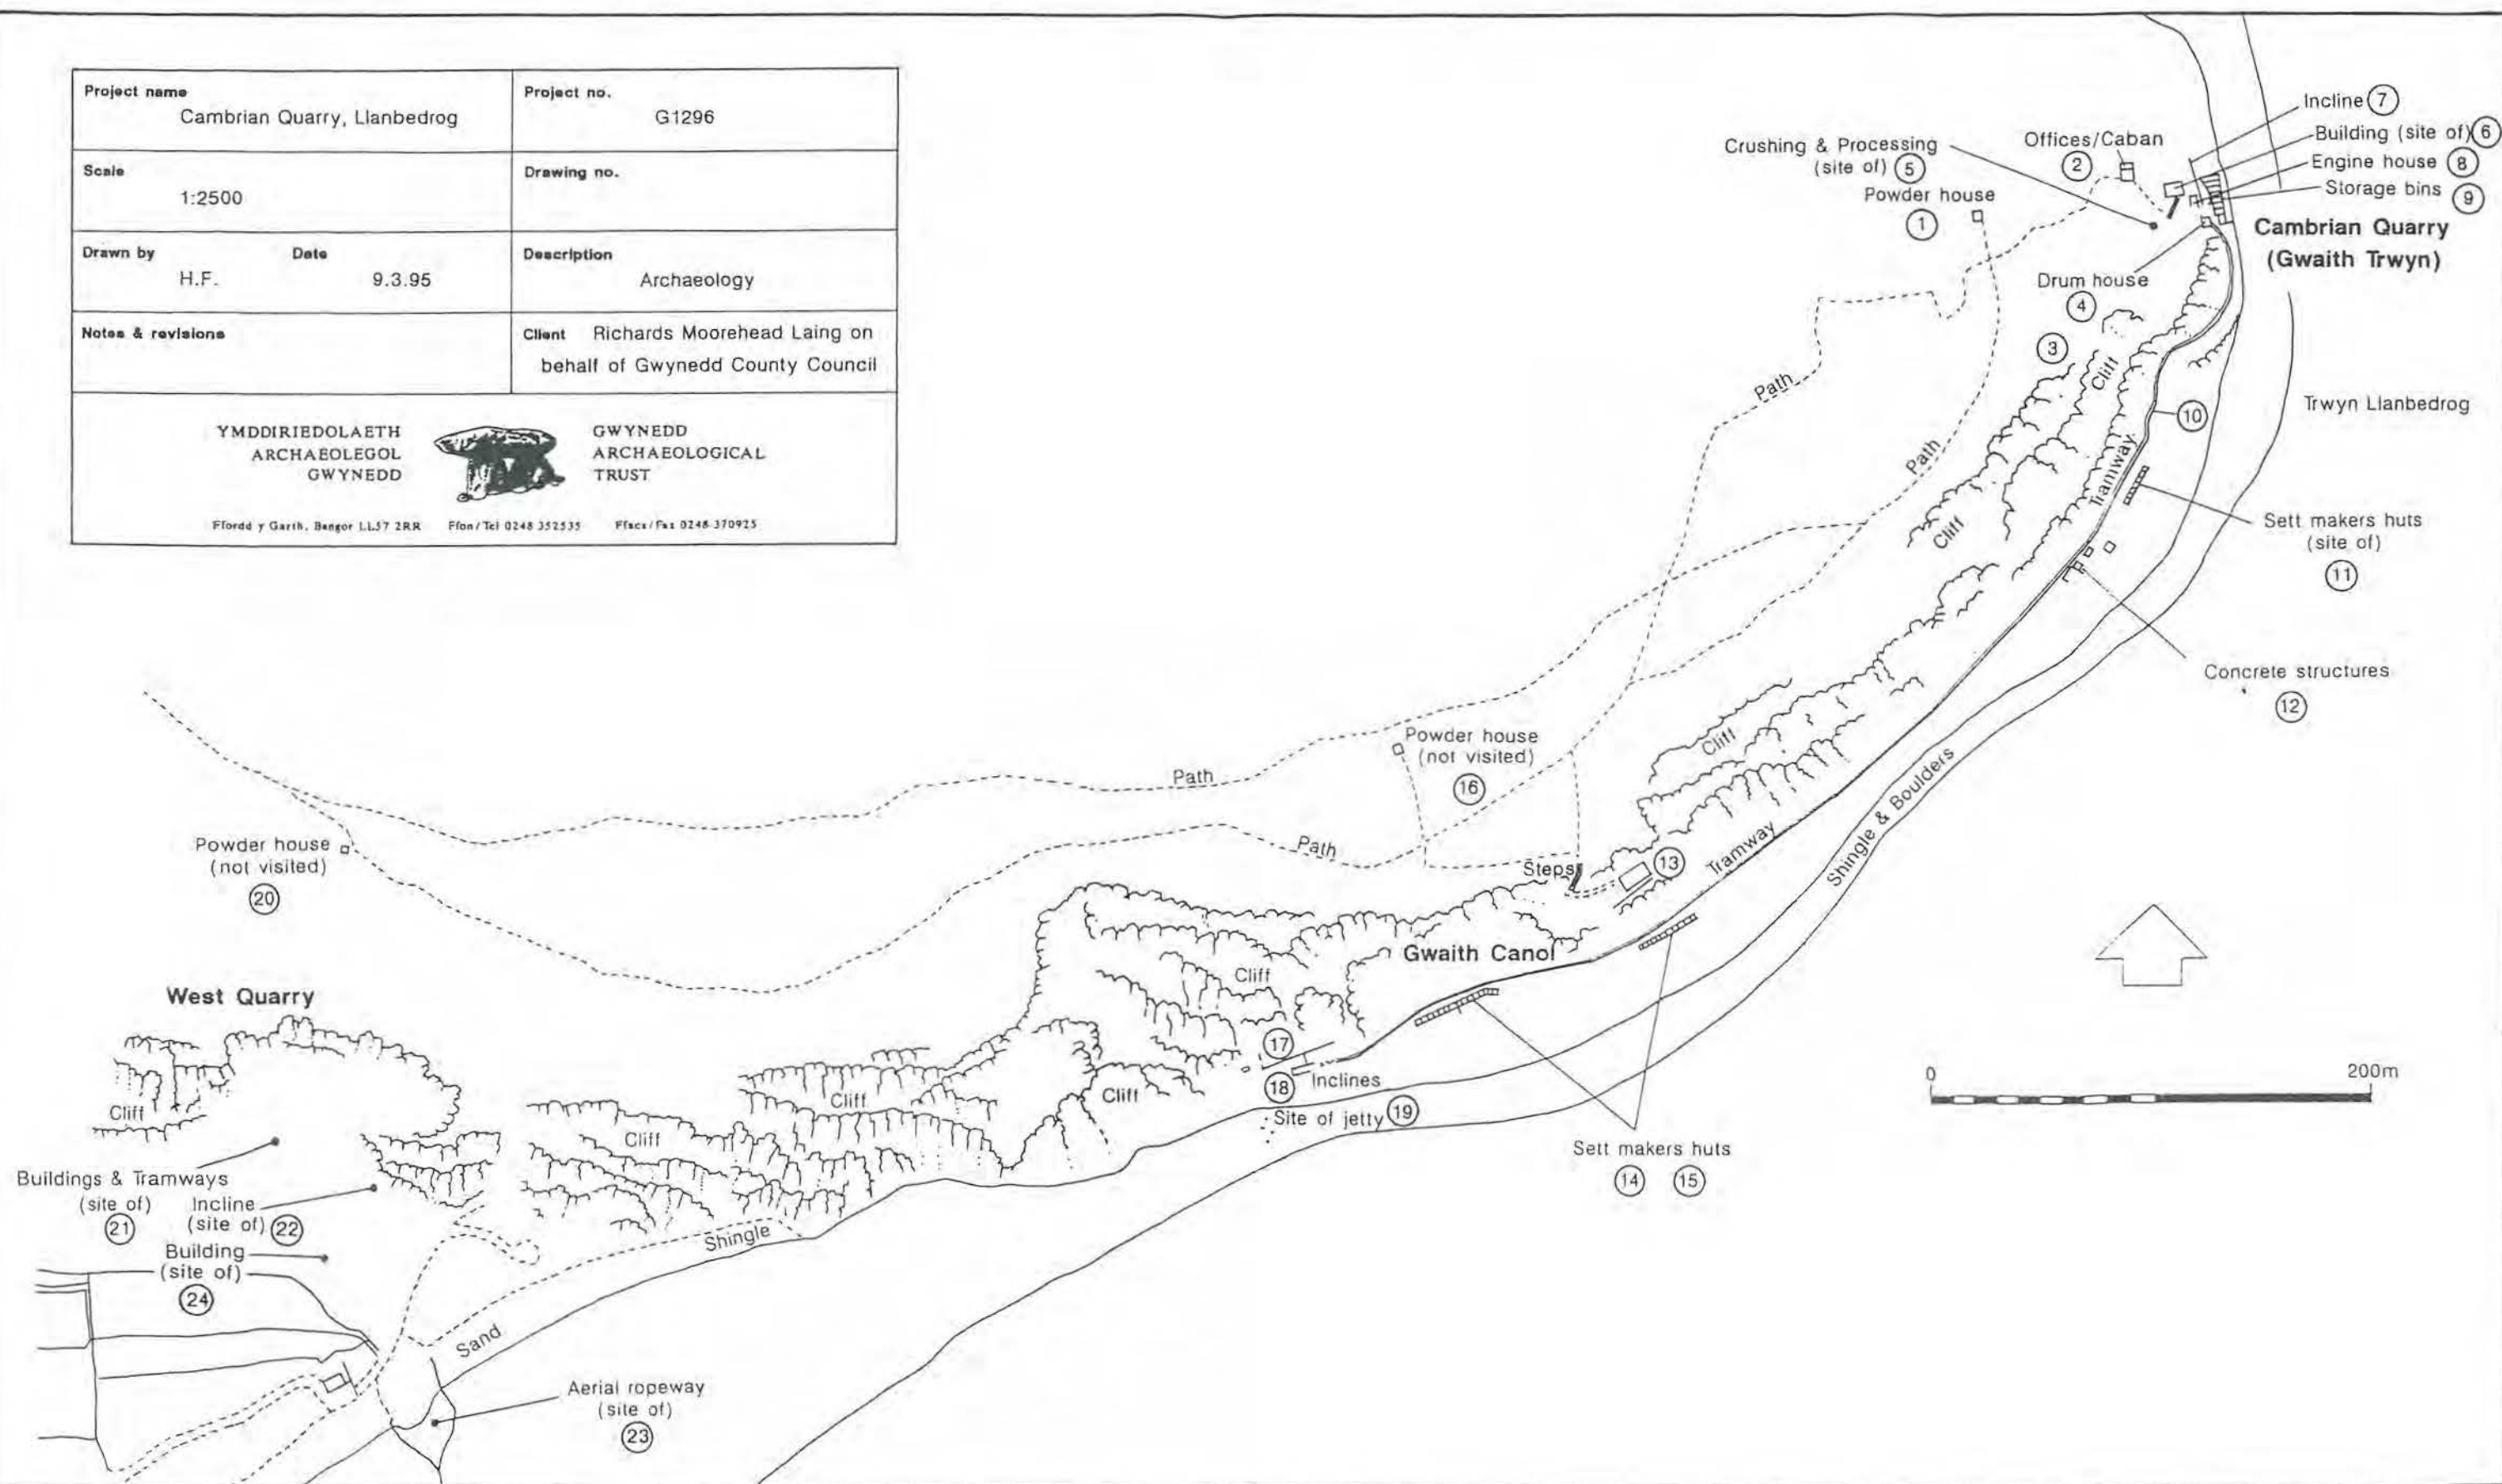 Project name
Cambrian Quarry, Llanbedrog
Project no.
G1296
Scale
1:2500
Drawing no.
Drawn by
H.F.
Date
9.3.95
Description
Archaeology
Notes & revisions
Client Richards Moorehead Laing on
behalf of Gwynedd County Council
YMDDIRIEDOLAETH
ARCHAEOLEGOL
GWYNEDD
GWYNEDD
ARCHAEOLOGICAL
TRUST
Ffordd y Garth, Bangor LL57 2RR Ffon/Tel 0248 352535 Ffacs/Fax 0248 370925
Incline 7
Building (site of) 6
Engine house 8
Storage bins 9
Crushing & Processing
(site of) 5
Offices/Caban
2
Powder house
1
Cambrian Quarry
(Gwaith Trwyn)
Drum house
4
3
Cliff
Path
Trwyn Llanbedrog
10
Tramway
Path
Cliff
Sett makers huts
(site of)
11
Concrete structures
12
Powder house
(not visited)
16
Cliff
Path
Shingle & Boulders
Path
Tramway
Steps
13
Powder house
(not visited)
20
Gwaith Canol
Cliff
West Quarry
17
18
Inclines
Cliff
Cliff
Cliff
Cliff
Site of jetty 19
0
200m
Sett makers huts
14 15
Buildings & Tramways
(site of)
21
Incline
(site of) 22
Building
(site of)
24
Shingle
Sand
Aerial ropeway
(site of)
23